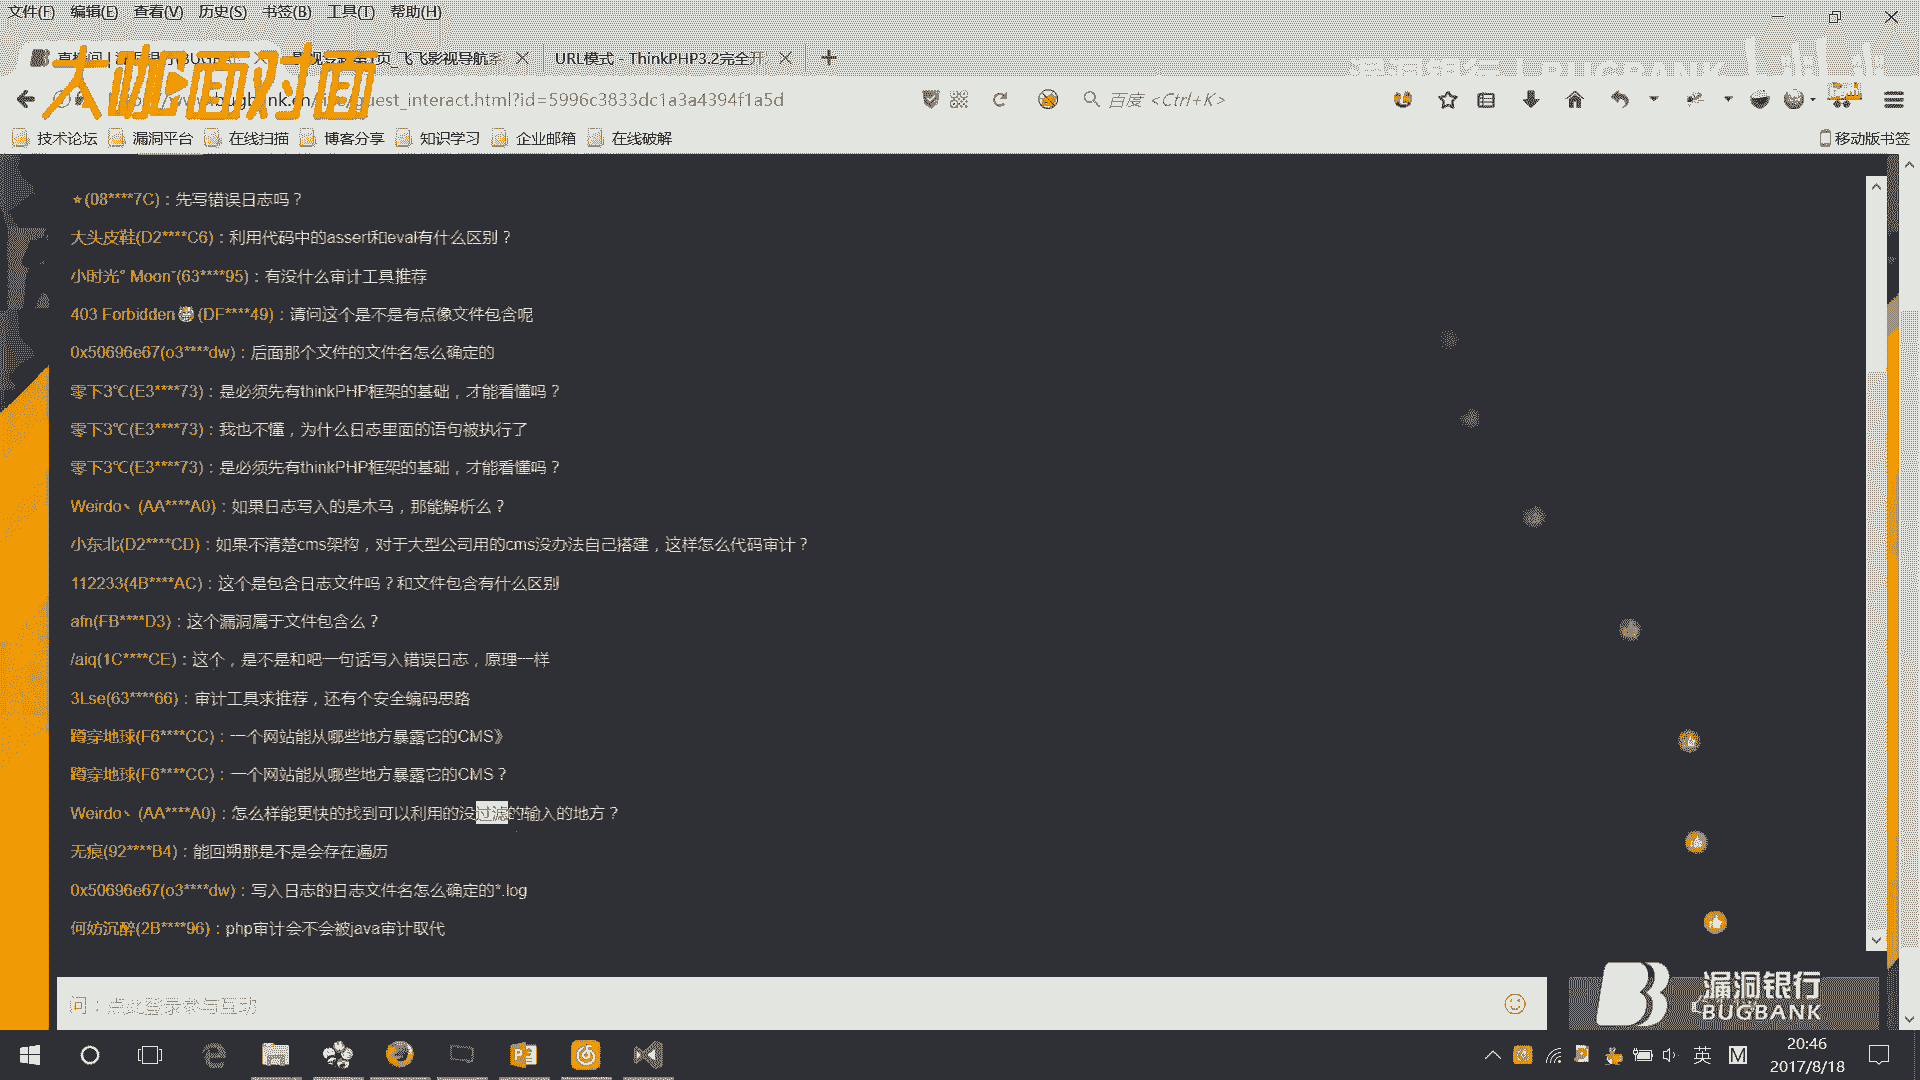 文件(F) 编辑(E) 查看(V) 历史(S) 书签(B) 工具(T) 帮助(H)
大咖面对面
URL模式 - ThinkPHP3.2完全开
百度 <Ctrl+K>
技术论坛 漏洞平台 在线扫描 博客分享 知识学习 企业邮箱 在线破解 移动版书签
★(08****7C)：先写错误日志吗？
大头皮鞋(D2****C6)：利用代码中的assert和eval有什么区别？
小时光° Moon~(63****95)：有没什么审计工具推荐
403 Forbidden (DF****49)：请问这个是不是有点像文件包含呢
0x50696e67(o3****dw)：后面那个文件的文件名怎么确定的
零下3℃(E3****73)：是必须先有thinkPHP框架的基础，才能看懂吗？
零下3℃(E3****73)：我也不懂，为什么日志里面的语句被执行了
零下3℃(E3****73)：是必须先有thinkPHP框架的基础，才能看懂吗？
Weirdo丶 (AA****A0)：如果日志写入的是木马，那能解析么？
小东北(D2****CD)：如果不清楚cms架构，对于大型公司用的cms没办法自己搭建，这样怎么代码审计？
112233(4B****AC)：这个是包含日志文件吗？和文件包含有什么区别
afn(FB****D3)：这个漏洞属于文件包含么？
/aiq(1C****CE)：这个，是不是和吧一句话写入错误日志，原理一样
3Lse(63****66)：审计工具求推荐，还有个安全编码思路
蹲穿地球(F6****CC)：一个网站能从哪些地方暴露它的CMS》
蹲穿地球(F6****CC)：一个网站能从哪些地方暴露它的CMS？
Weirdo丶 (AA****A0)：怎么样能更快的找到可以利用的没过滤的输入的地方？
无痕(92****B4)：能回朔那是不是会存在遍历
0x50696e67(o3****dw)：写入日志的日志文件名怎么确定的*.log
何妨沉醉(2B****96)：php审计会不会被java审计取代
问：点此登录参与互动
漏洞银行
BUGBANK
英 M
20:46
2017/8/18